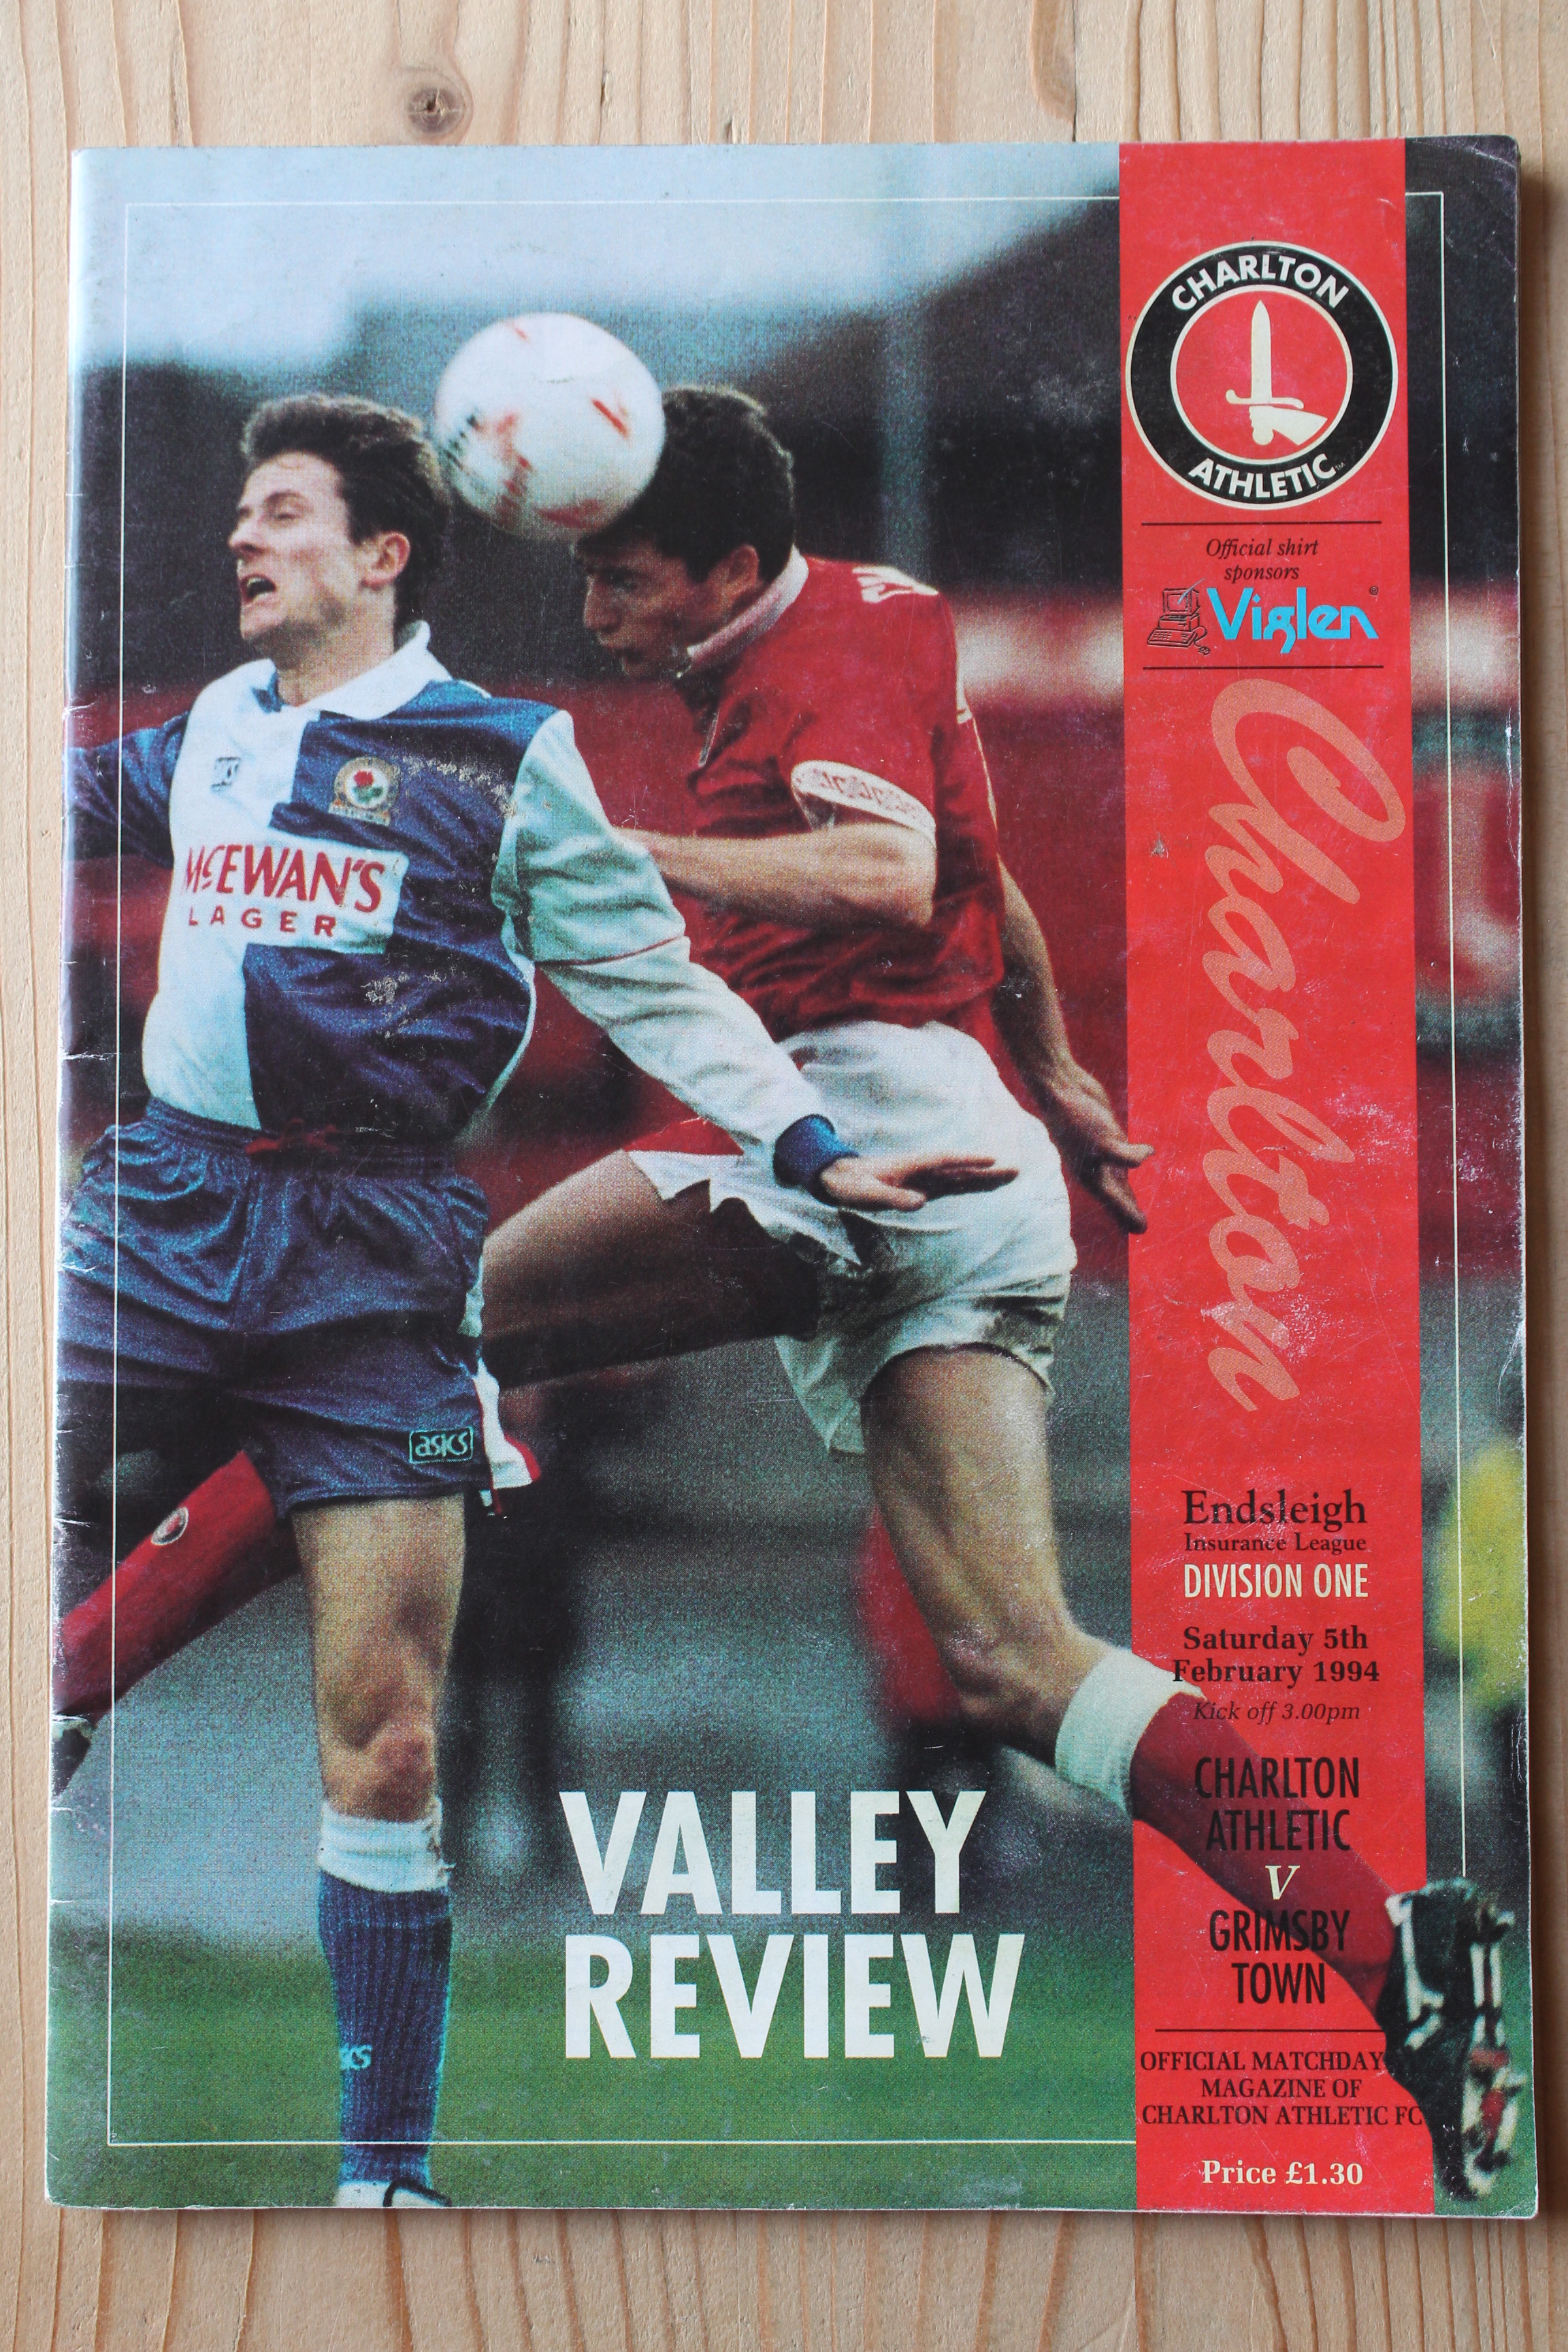 CHARLTON
ATHLETIC
Official shirt
sponsors
Viglen
Charlton
McEWAN'S
LAGER
asics
Endsleigh
Insurance League
DIVISION ONE
Saturday 5th
February 1994
Kick off 3.00pm
CHARLTON
ATHLETIC
V
GRIMSBY
TOWN
VALLEY
REVIEW
OFFICIAL MATCHDAY
MAGAZINE OF
CHARLTON ATHLETIC FC
Price £1.30